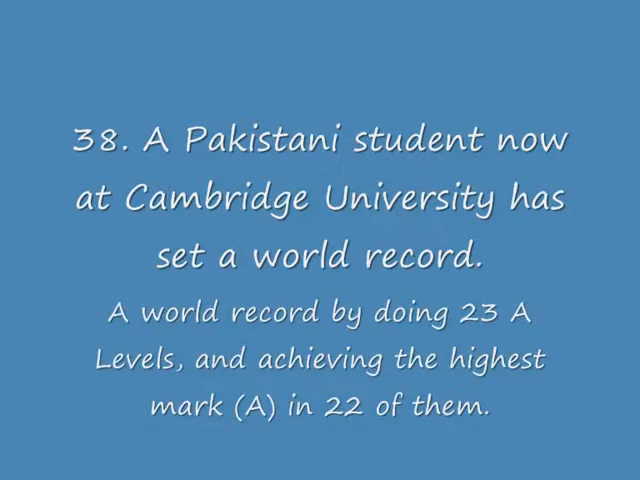 38. A Pakistani student now
at Cambridge University has
set a world record.
A world record by doing 23 A
Levels, and achieving the highest
mark (A) in 22 of them.